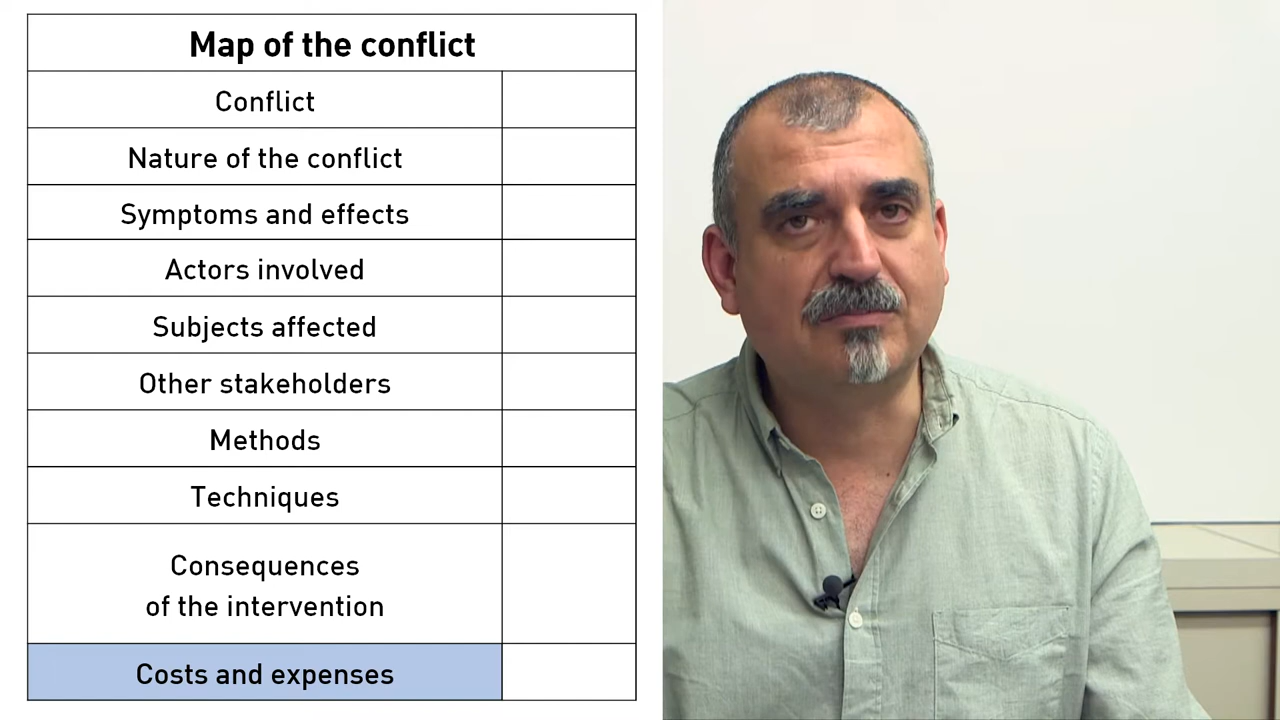 Map of the conflict
Conflict
Nature of the conflict
Symptoms and effects
Actors involved
Subjects affected
Other stakeholders
Methods
Techniques
Consequences
of the intervention
Costs and expenses